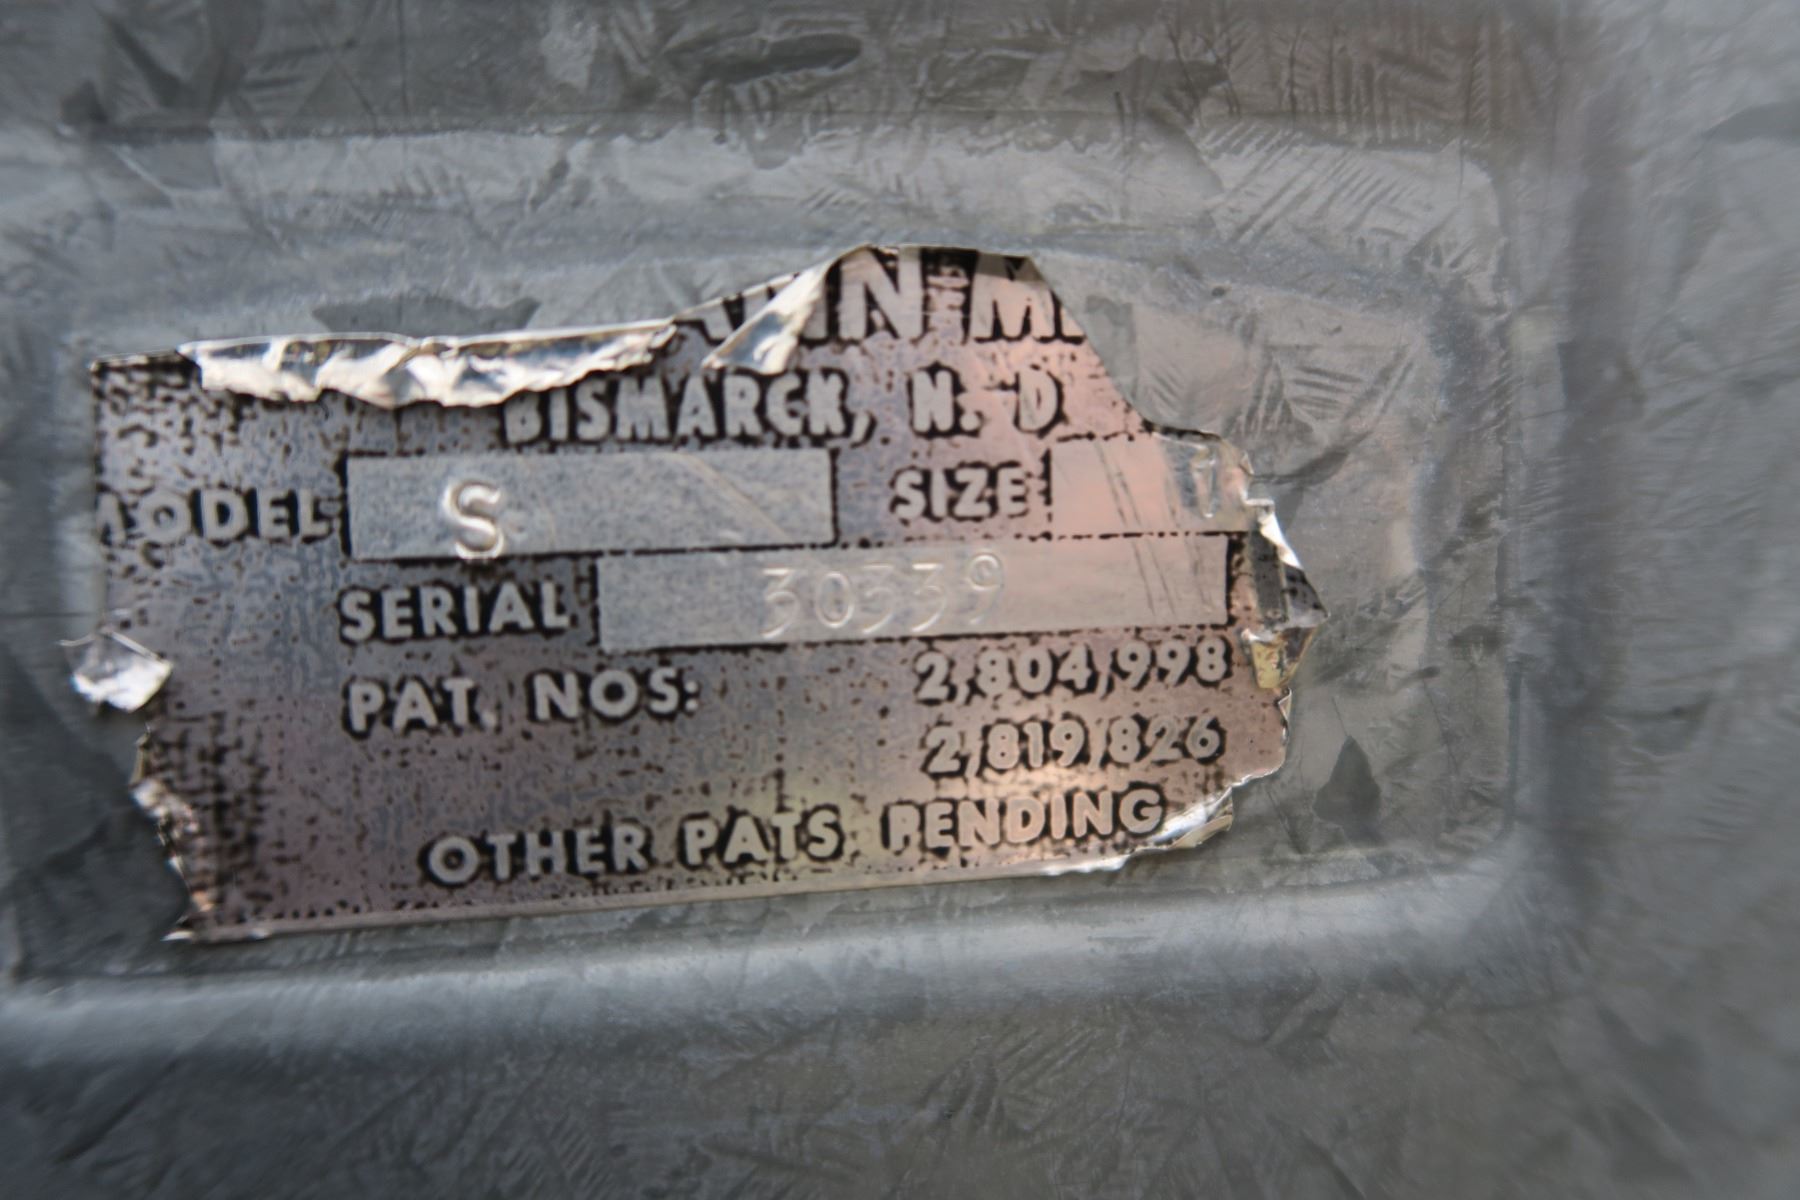 BISMARCK, N. D
MODEL S SIZE
SERIAL 30339
PAT. NOS: 2,804,998
2,819,826
OTHER PATS PENDING